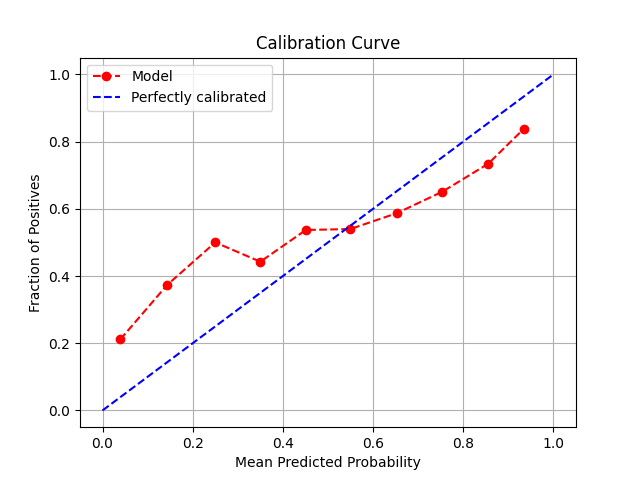 Calibration Curve
Model
Perfectly calibrated
Fraction of Positives
1.0
0.8
0.6
0.4
0.2
0.0
0.0 0.2 0.4 0.6 0.8 1.0
Mean Predicted Probability